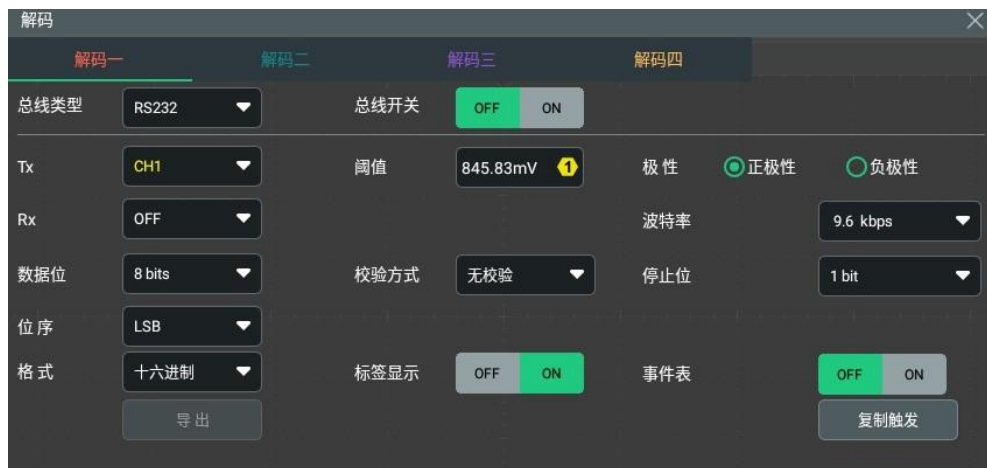 解码
解码一 解码二 解码三 解码四
总线类型 RS232 总线开关 OFF ON
Tx CH1 阈值 845.83mV 1 极性 正极性 负极性
Rx OFF 波特率 9.6 kbps
数据位 8 bits 校验方式 无校验 停止位 1 bit
位序 LSB
格式 十六进制 标签显示 OFF ON 事件表 OFF ON
导出 复制触发